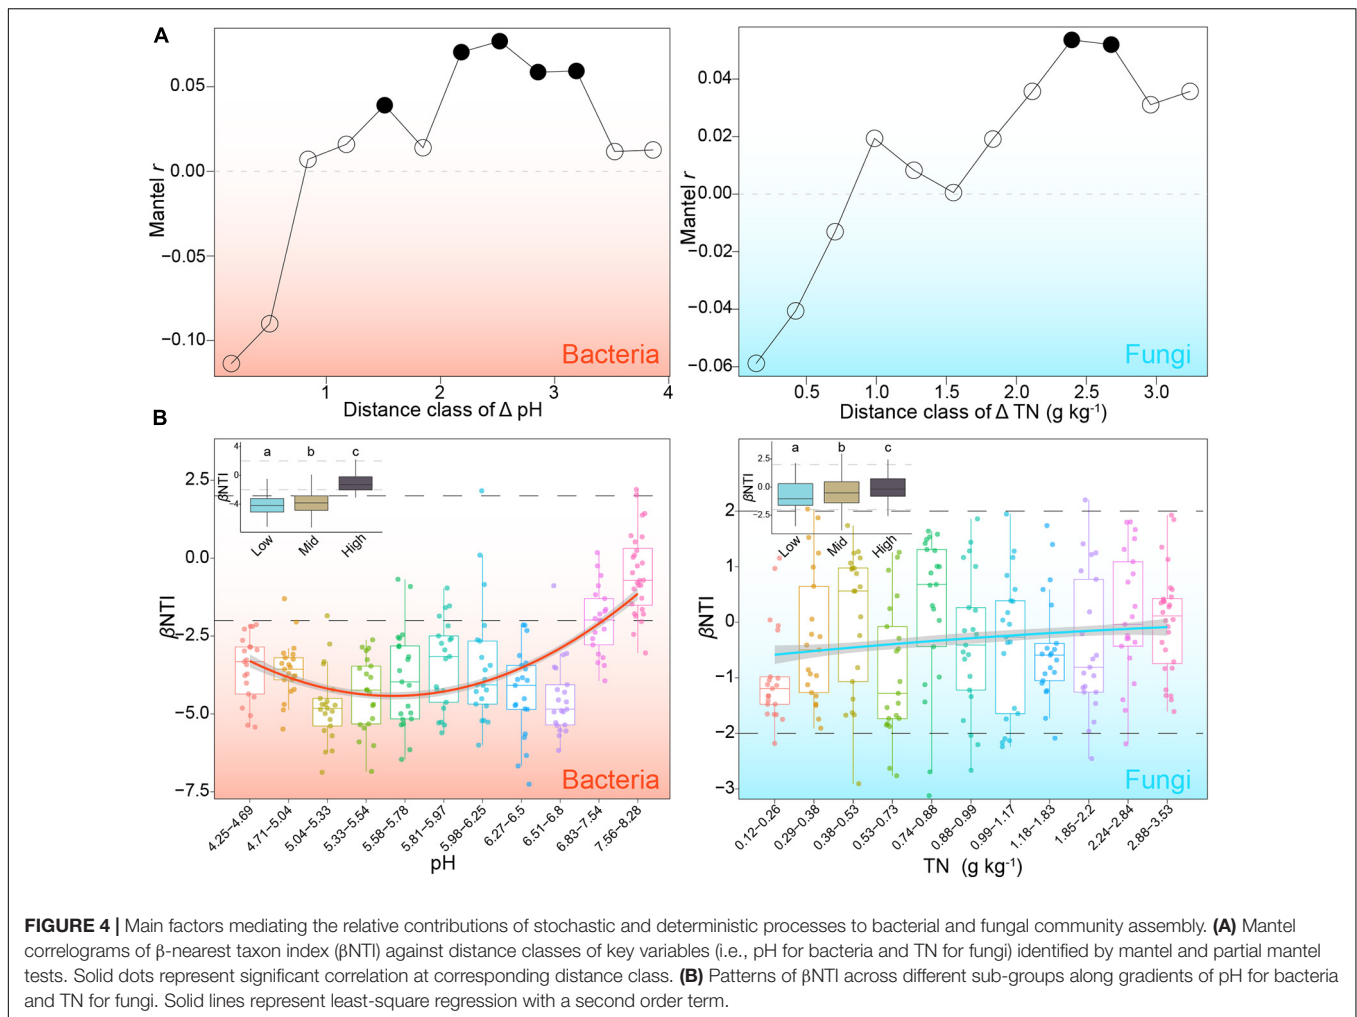 A
0.05
0.00
−0.05
−0.10
Mantel r
Bacteria
1
2
3
4
Distance class of Δ pH
0.04
0.02
0.00
−0.02
−0.04
−0.06
Mantel r
Fungi
0.5
1.0
1.5
2.0
2.5
3.0
Distance class of Δ TN (g kg⁻¹)
B
2.5
0.0
−2.5
−5.0
−7.5
βNTI
4
0
−4
βNTI
a
b
c
Low
Mid
High
Bacteria
4.25−4.69
4.71−5.04
5.04−5.33
5.33−5.54
5.58−5.78
5.81−5.97
5.98−6.25
6.27−6.5
6.51−6.8
6.83−7.54
7.56−8.28
pH
2
1
0
−1
−2
−3
βNTI
2.5
0.0
−2.5
βNTI
a
b
c
Low
Mid
High
Fungi
0.12−0.26
0.29−0.38
0.38−0.53
0.53−0.73
0.74−0.88
0.88−0.99
0.99−1.17
1.18−1.83
1.85−2.2
2.24−2.84
2.88−3.53
TN (g kg⁻¹)
FIGURE 4 | Main factors mediating the relative contributions of stochastic and deterministic processes to bacterial and fungal community assembly. (A) Mantel
correlograms of β-nearest taxon index (βNTI) against distance classes of key variables (i.e., pH for bacteria and TN for fungi) identified by mantel and partial mantel
tests. Solid dots represent significant correlation at corresponding distance class. (B) Patterns of βNTI across different sub-groups along gradients of pH for bacteria
and TN for fungi. Solid lines represent least-square regression with a second order term.